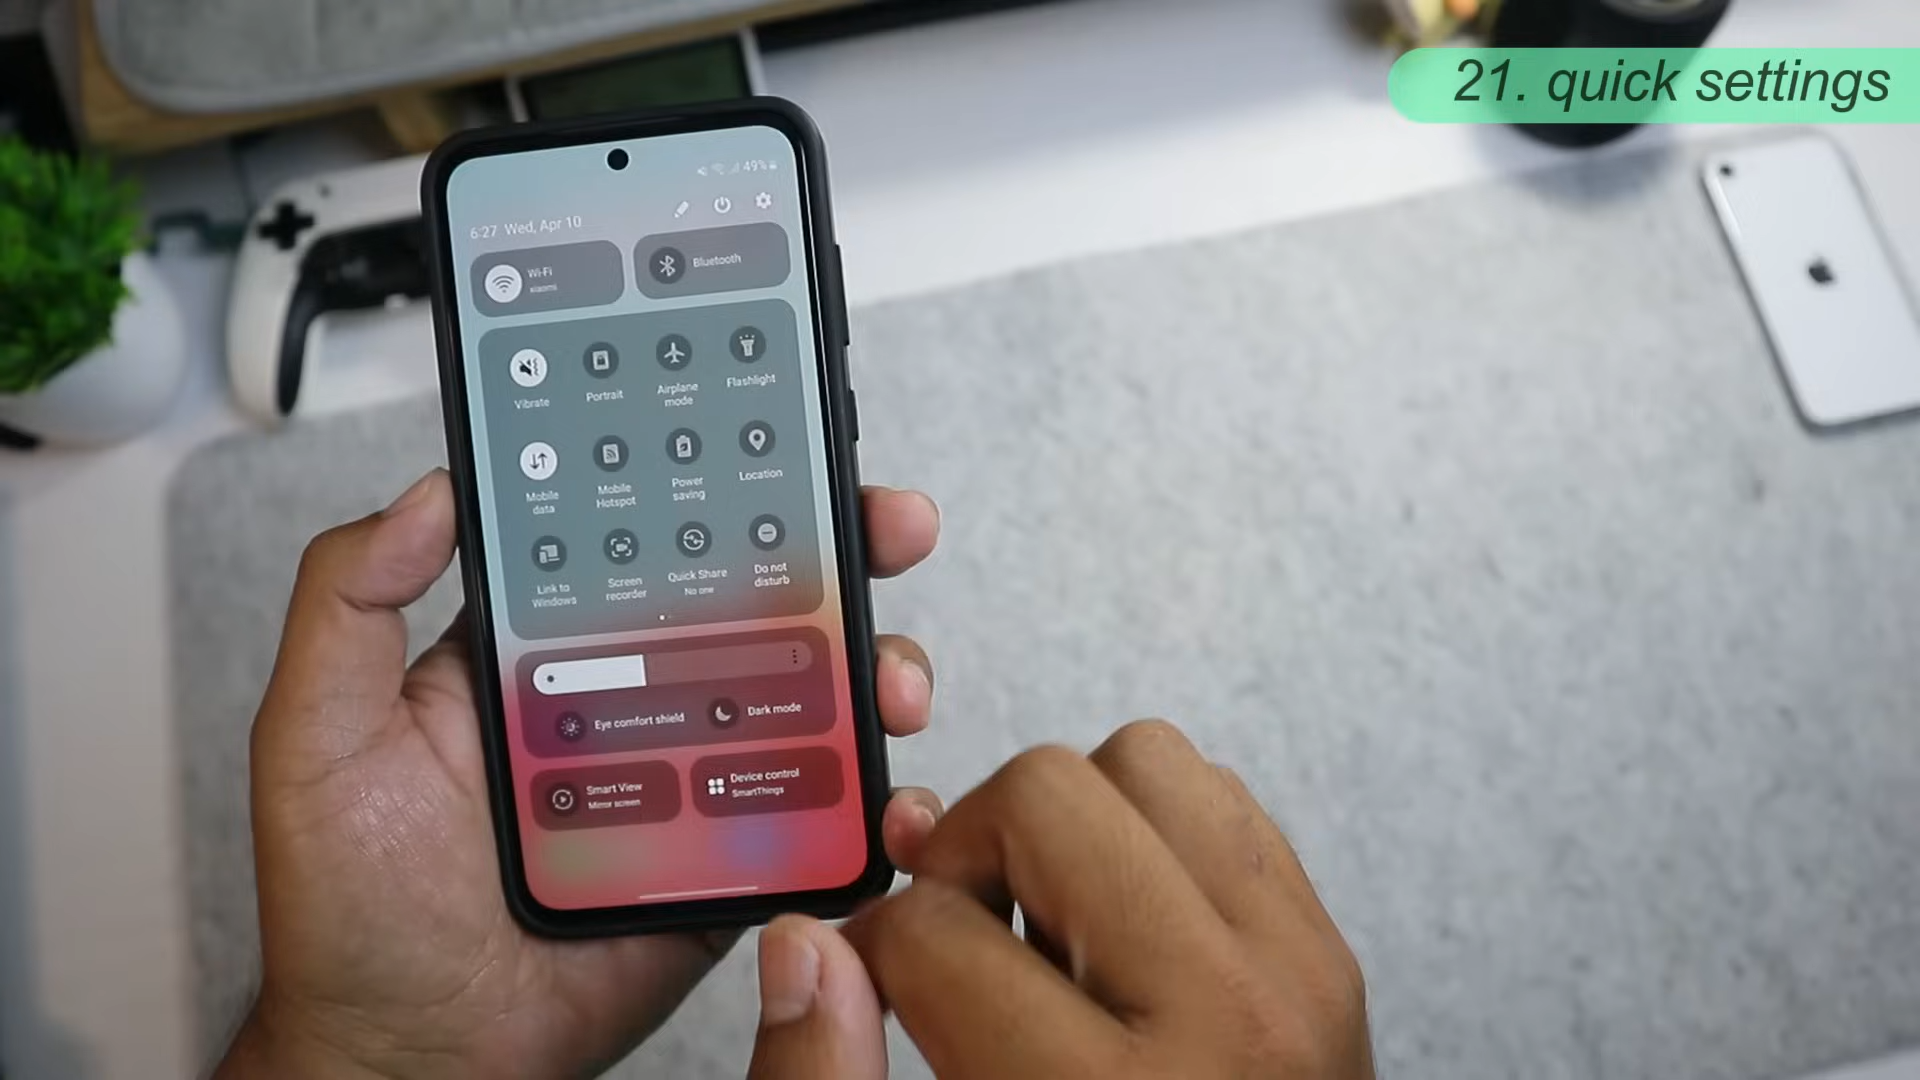 21. quick settings
49%
6:27 Wed, Apr 10
Wi-Fi
xiaomi
Bluetooth
Vibrate
Portrait
Airplane
mode
Flashlight
Mobile
data
Mobile
Hotspot
Power
saving
Location
Link to
Windows
Screen
recorder
Quick Share
No one
Do not
disturb
Eye comfort shield
Dark mode
Smart View
Mirror screen
Device control
SmartThings